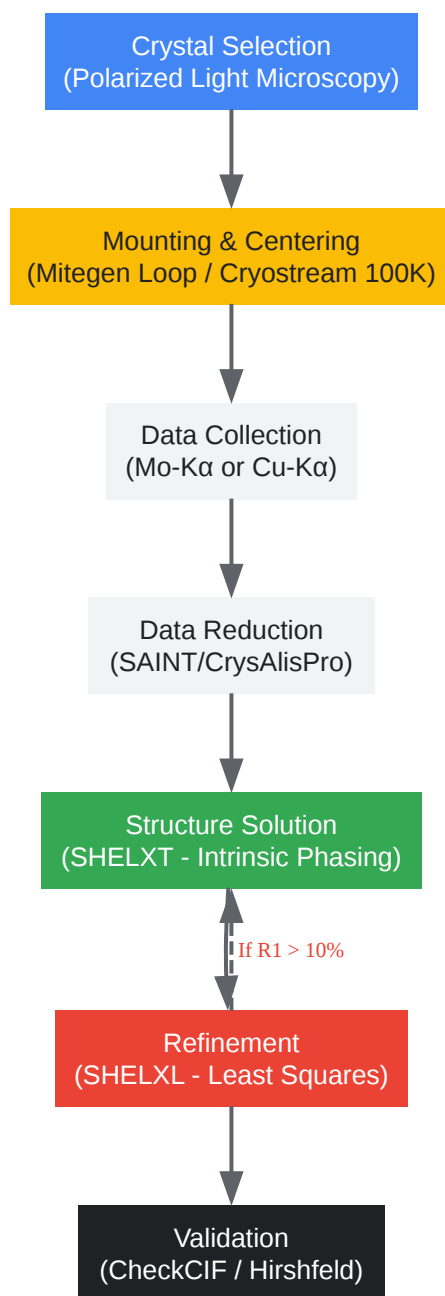 Crystal Selection
(Polarized Light Microscopy)
Mounting & Centering
(Mitegen Loop / Cryostream 100K)
Data Collection
(Mo-Kα or Cu-Kα)
Data Reduction
(SAINT/CrysAlisPro)
Structure Solution
(SHELXT - Intrinsic Phasing)
If R1 > 10%
Refinement
(SHELXL - Least Squares)
Validation
(CheckCIF / Hirshfeld)